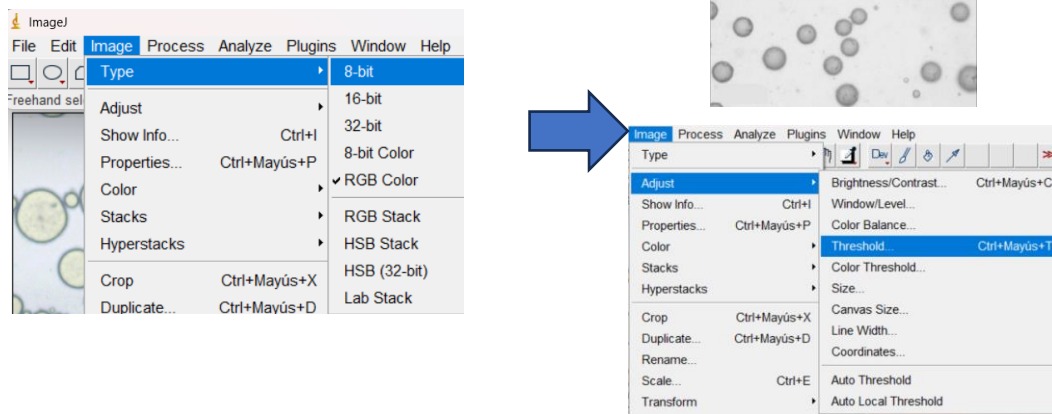 ImageJ
File Edit Image Process Analyze Plugins Window Help
Type
8-bit
Freehand sel
Adjust
16-bit
Show Info... Ctrl+I
32-bit
Properties... Ctrl+Mayús+P
8-bit Color
Color
RGB Color
Stacks
RGB Stack
Hyperstacks
HSB Stack
HSB (32-bit)
Crop Ctrl+Mayús+X
Lab Stack
Duplicate... Ctrl+Mayús+D
Image Process Analyze Plugins Window Help
Type
Dev
Adjust
Brightness/Contrast... Ctrl+Mayús+C
Show Info... Ctrl+I
Window/Level...
Properties... Ctrl+Mayús+P
Color Balance...
Color
Threshold... Ctrl+Mayús+T
Stacks
Color Threshold...
Hyperstacks
Size...
Crop Ctrl+Mayús+X
Canvas Size...
Duplicate... Ctrl+Mayús+D
Line Width...
Rename...
Coordinates...
Scale... Ctrl+E
Auto Threshold
Transform
Auto Local Threshold